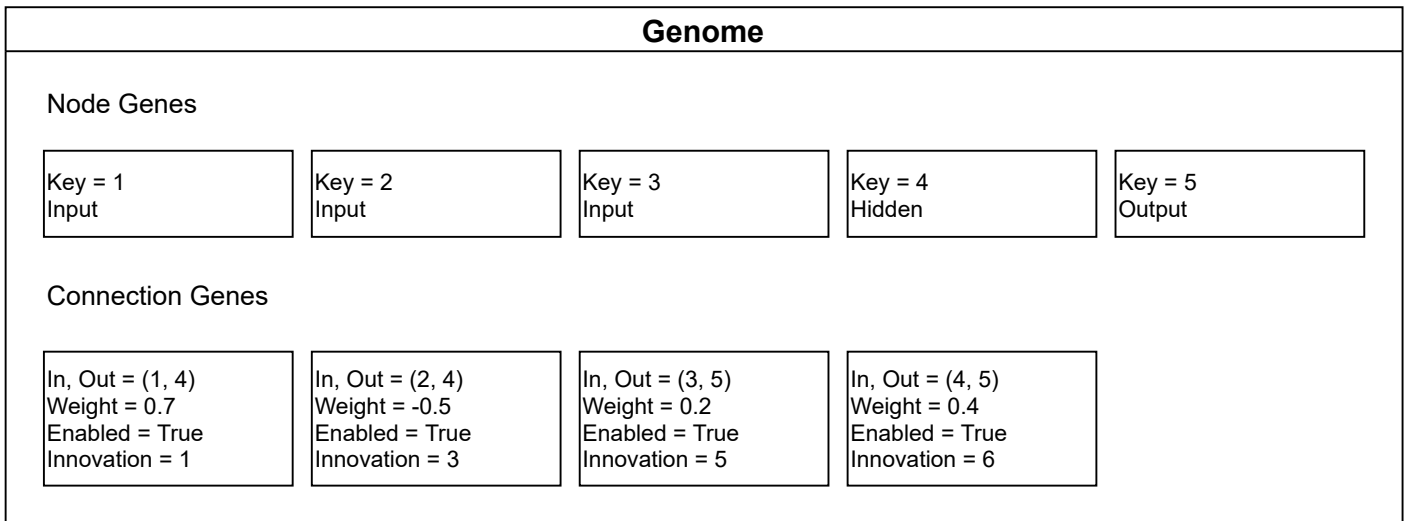 Genome
Node Genes
Key = 1
Input
Key = 2
Input
Key = 3
Input
Key = 4
Hidden
Key = 5
Output
Connection Genes
In, Out = (1, 4)
Weight = 0.7
Enabled = True
Innovation = 1
In, Out = (2, 4)
Weight = -0.5
Enabled = True
Innovation = 3
In, Out = (3, 5)
Weight = 0.2
Enabled = True
Innovation = 5
In, Out = (4, 5)
Weight = 0.4
Enabled = True
Innovation = 6